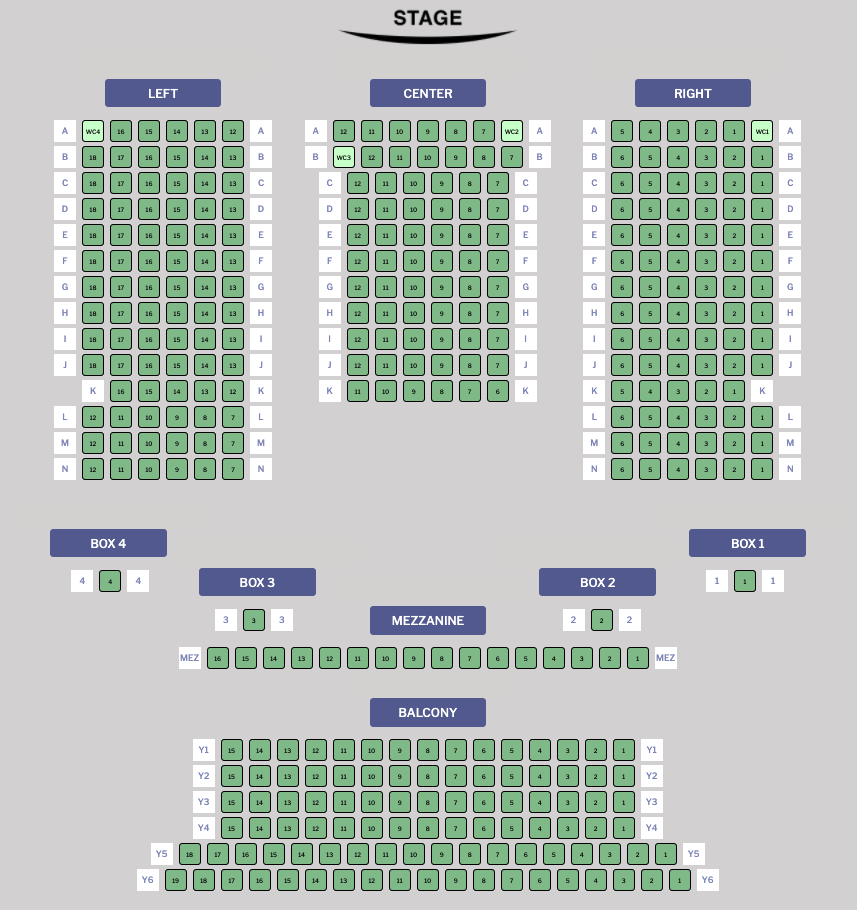 STAGE
LEFT CENTER RIGHT
A WC4 16 15 14 13 12 A A 12 11 10 9 8 7 WC2 A A 5 4 3 2 1 WC1 A
B 18 17 16 15 14 13 B B WC3 12 11 10 9 8 7 B B 6 5 4 3 2 1 B
C 18 17 16 15 14 13 C C 12 11 10 9 8 7 C C 6 5 4 3 2 1 C
D 18 17 16 15 14 13 D D 12 11 10 9 8 7 D D 6 5 4 3 2 1 D
E 18 17 16 15 14 13 E E 12 11 10 9 8 7 E E 6 5 4 3 2 1 E
F 18 17 16 15 14 13 F F 12 11 10 9 8 7 F F 6 5 4 3 2 1 F
G 18 17 16 15 14 13 G G 12 11 10 9 8 7 G G 6 5 4 3 2 1 G
H 18 17 16 15 14 13 H H 12 11 10 9 8 7 H H 6 5 4 3 2 1 H
I 18 17 16 15 14 13 I I 12 11 10 9 8 7 I I 6 5 4 3 2 1 I
J 18 17 16 15 14 13 J J 12 11 10 9 8 7 J J 6 5 4 3 2 1 J
K 16 15 14 13 12 K K 11 10 9 8 7 6 K K 5 4 3 2 1 K
L 12 11 10 9 8 7 L L 6 5 4 3 2 1 L
M 12 11 10 9 8 7 M M 6 5 4 3 2 1 M
N 12 11 10 9 8 7 N N 6 5 4 3 2 1 N
BOX 4 BOX 1
4 4 4 1 1 1
BOX 3 BOX 2
3 3 3 2 2 2
MEZZANINE
MEZ 16 15 14 13 12 11 10 9 8 7 6 5 4 3 2 1 MEZ
BALCONY
Y1 15 14 13 12 11 10 9 8 7 6 5 4 3 2 1 Y1
Y2 15 14 13 12 11 10 9 8 7 6 5 4 3 2 1 Y2
Y3 15 14 13 12 11 10 9 8 7 6 5 4 3 2 1 Y3
Y4 15 14 13 12 11 10 9 8 7 6 5 4 3 2 1 Y4
Y5 18 17 16 15 14 13 12 11 10 9 8 7 6 5 4 3 2 1 Y5
Y6 19 18 17 16 15 14 13 12 11 10 9 8 7 6 5 4 3 2 1 Y6